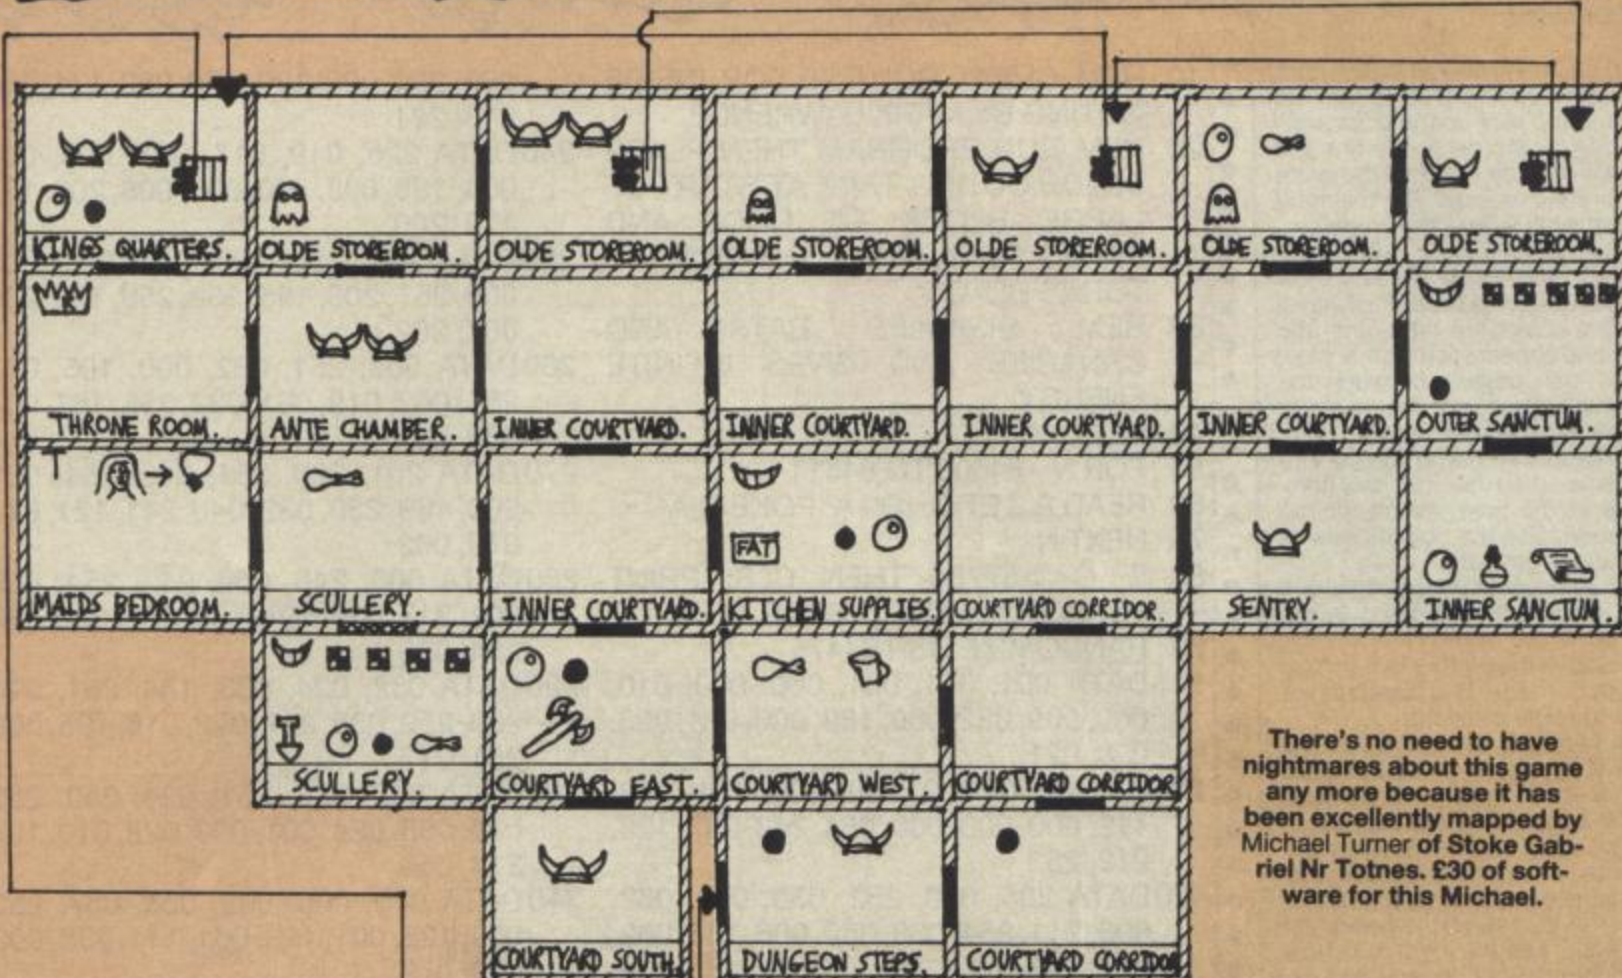 KINGS QUARTERS.
OLDE STOREROOM.
OLDE STOREROOM.
OLDE STOREROOM.
OLDE STOREROOM.
OLDE STOREROOM.
OLDE STOREROOM.
THRONE ROOM.
ANTE CHAMBER.
INNER COURTYARD.
INNER COURTYARD.
INNER COURTYARD.
INNER COURTYARD.
OUTER SANCTUM.
FAT
MAIDS BEDROOM.
SCULLERY.
INNER COURTYARD.
KITCHEN SUPPLIES.
COURTYARD CORRIDOR.
SENTRY.
INNER SANCTUM.
SCULLERY.
COURTYARD EAST.
COURTYARD WEST.
COURTYARD CORRIDOR
COURTYARD SOUTH.
DUNGEON STEPS.
COURTYARD CORRIDOR
There's no need to have
nightmares about this game
any more because it has
been excellently mapped by
Michael Turner of Stoke Gab-
riel Nr Totnes. £30 of soft-
ware for this Michael.